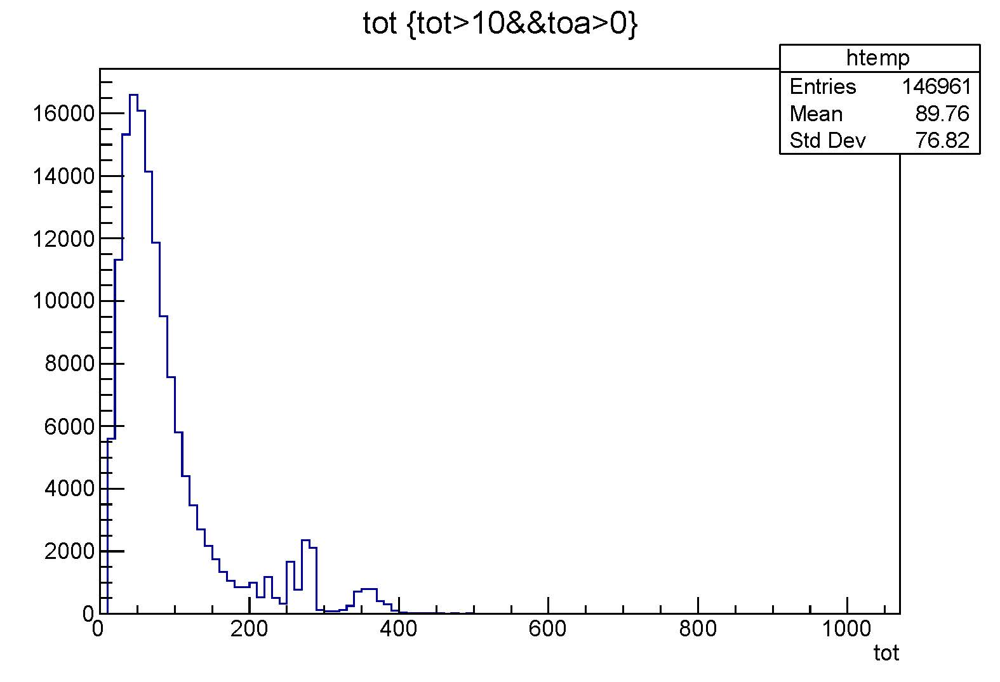 tot {tot>10&&toa>0}
htemp
Entries 146961
Mean 89.76
Std Dev 76.82
16000
14000
12000
10000
8000
6000
4000
2000
0
0 200 400 600 800 1000
tot